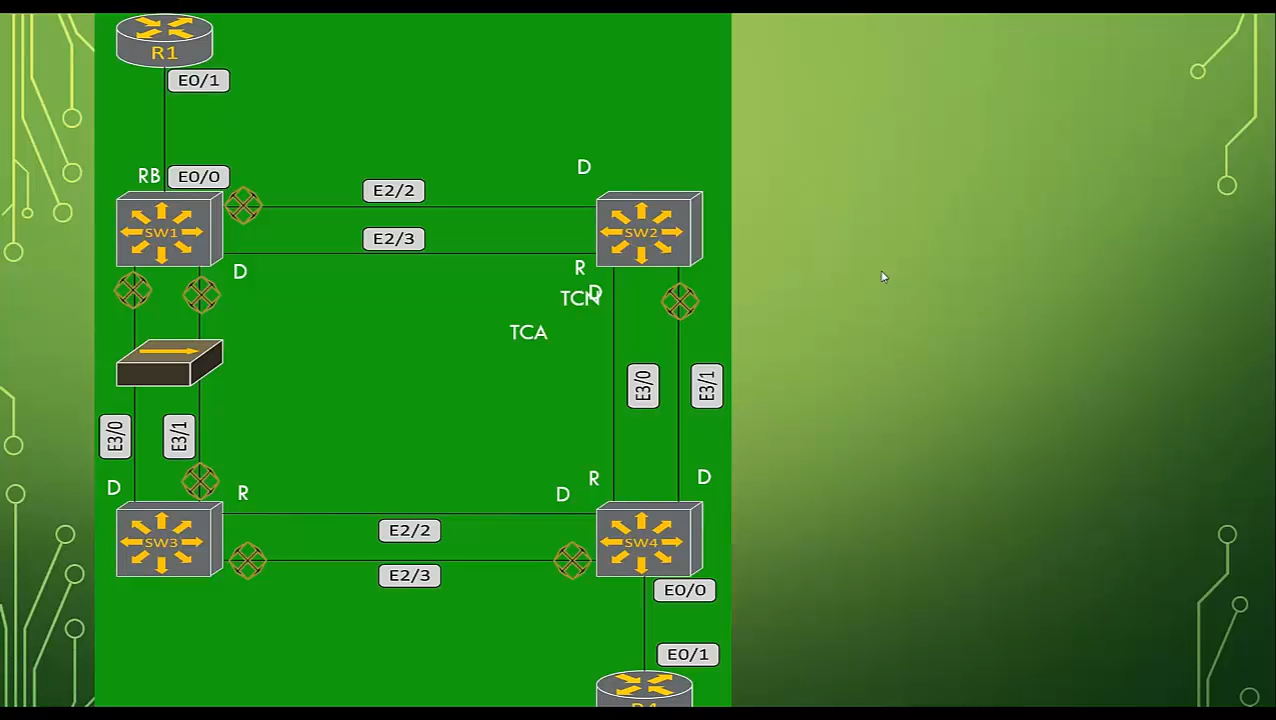 R1
E0/1
D
RB
E0/0
E2/2
SW1
SW2
E2/3
D
R
D
TCN
TCA
E3/0
E3/1
E3/0
E3/1
D
R
D
R
D
E2/2
SW3
SW4
E2/3
E0/0
E0/1